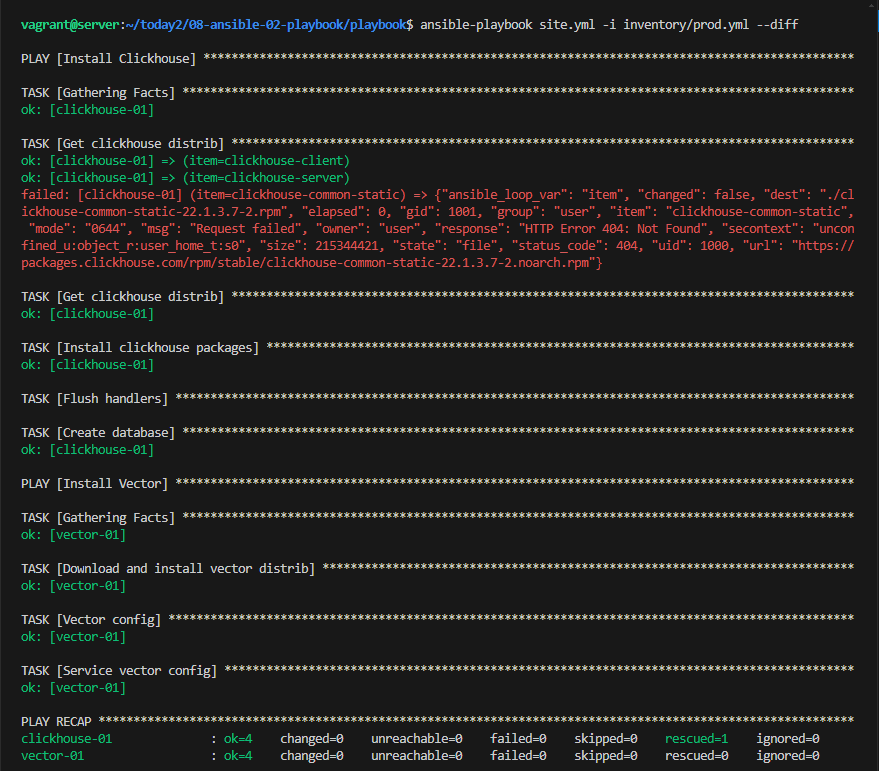 vagrant@server:~/today2/08-ansible-02-playbook/playbook$ ansible-playbook site.yml -i inventory/prod.yml --diff
PLAY [Install Clickhouse] *********************************************************************************************
TASK [Gathering Facts] ************************************************************************************************
ok: [clickhouse-01]
TASK [Get clickhouse distrib] *****************************************************************************************
ok: [clickhouse-01] => (item=clickhouse-client)
ok: [clickhouse-01] => (item=clickhouse-server)
failed: [clickhouse-01] (item=clickhouse-common-static) => {"ansible_loop_var": "item", "changed": false, "dest": "./cl
ickhouse-common-static-22.1.3.7-2.rpm", "elapsed": 0, "gid": 1001, "group": "user", "item": "clickhouse-common-static",
"mode": "0644", "msg": "Request failed", "owner": "user", "response": "HTTP Error 404: Not Found", "secontext": "uncon
fined_u:object_r:user_home_t:s0", "size": 215344421, "state": "file", "status_code": 404, "uid": 1000, "url": "https://
packages.clickhouse.com/rpm/stable/clickhouse-common-static-22.1.3.7-2.noarch.rpm"}
TASK [Get clickhouse distrib] *****************************************************************************************
ok: [clickhouse-01]
TASK [Install clickhouse packages] ************************************************************************************
ok: [clickhouse-01]
TASK [Flush handlers] *************************************************************************************************
TASK [Create database] ************************************************************************************************
ok: [clickhouse-01]
PLAY [Install Vector] *************************************************************************************************
TASK [Gathering Facts] ************************************************************************************************
ok: [vector-01]
TASK [Download and install vector distrib] ****************************************************************************
ok: [vector-01]
TASK [Vector config] **************************************************************************************************
ok: [vector-01]
TASK [Service vector config] ******************************************************************************************
ok: [vector-01]
PLAY RECAP ************************************************************************************************************
clickhouse-01              : ok=4    changed=0    unreachable=0    failed=0    skipped=0    rescued=1    ignored=0
vector-01                  : ok=4    changed=0    unreachable=0    failed=0    skipped=0    rescued=0    ignored=0